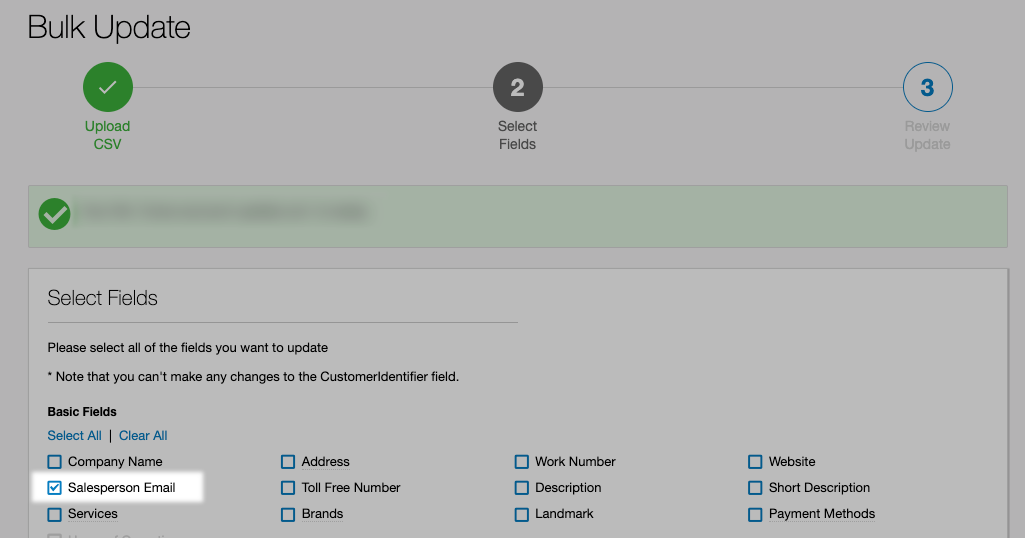 Bulk Update
2
3
Upload
CSV
Select
Fields
Review
Update
Select Fields
Please select all of the fields you want to update
* Note that you can't make any changes to the CustomerIdentifier field.
Basic Fields
Select All | Clear All
Company Name Address Work Number Website
Salesperson Email Toll Free Number Description Short Description
Services Brands Landmark Payment Methods